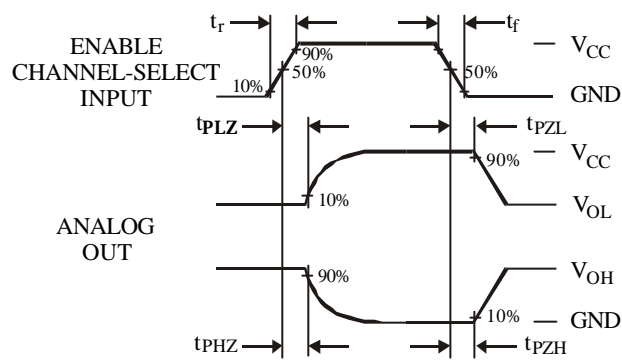 tr
tf
ENABLE
CHANNEL-SELECT
INPUT
90%
50%
10%
50%
VCC
GND
tPLZ
tPZL
90%
VCC
10%
VOL
ANALOG
OUT
90%
VOH
10%
GND
tPHZ
tPZH